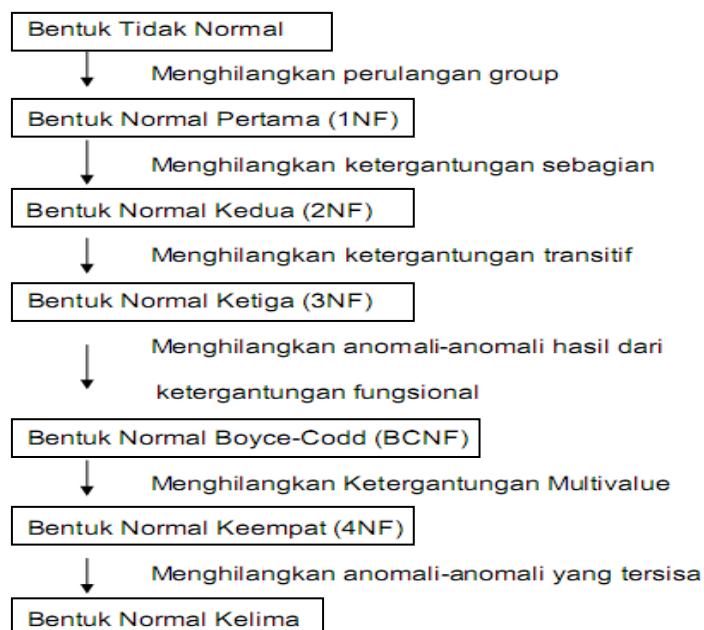 Bentuk Tidak Normal
Menghilangkan perulangan group
Bentuk Normal Pertama (1NF)
Menghilangkan ketergantungan sebagian
Bentuk Normal Kedua (2NF)
Menghilangkan ketergantungan transitif
Bentuk Normal Ketiga (3NF)
Menghilangkan anomali-anomali hasil dari
ketergantungan fungsional
Bentuk Normal Boyce-Codd (BCNF)
Menghilangkan Ketergantungan Multivalue
Bentuk Normal Keempat (4NF)
Menghilangkan anomali-anomali yang tersisa
Bentuk Normal Kelima